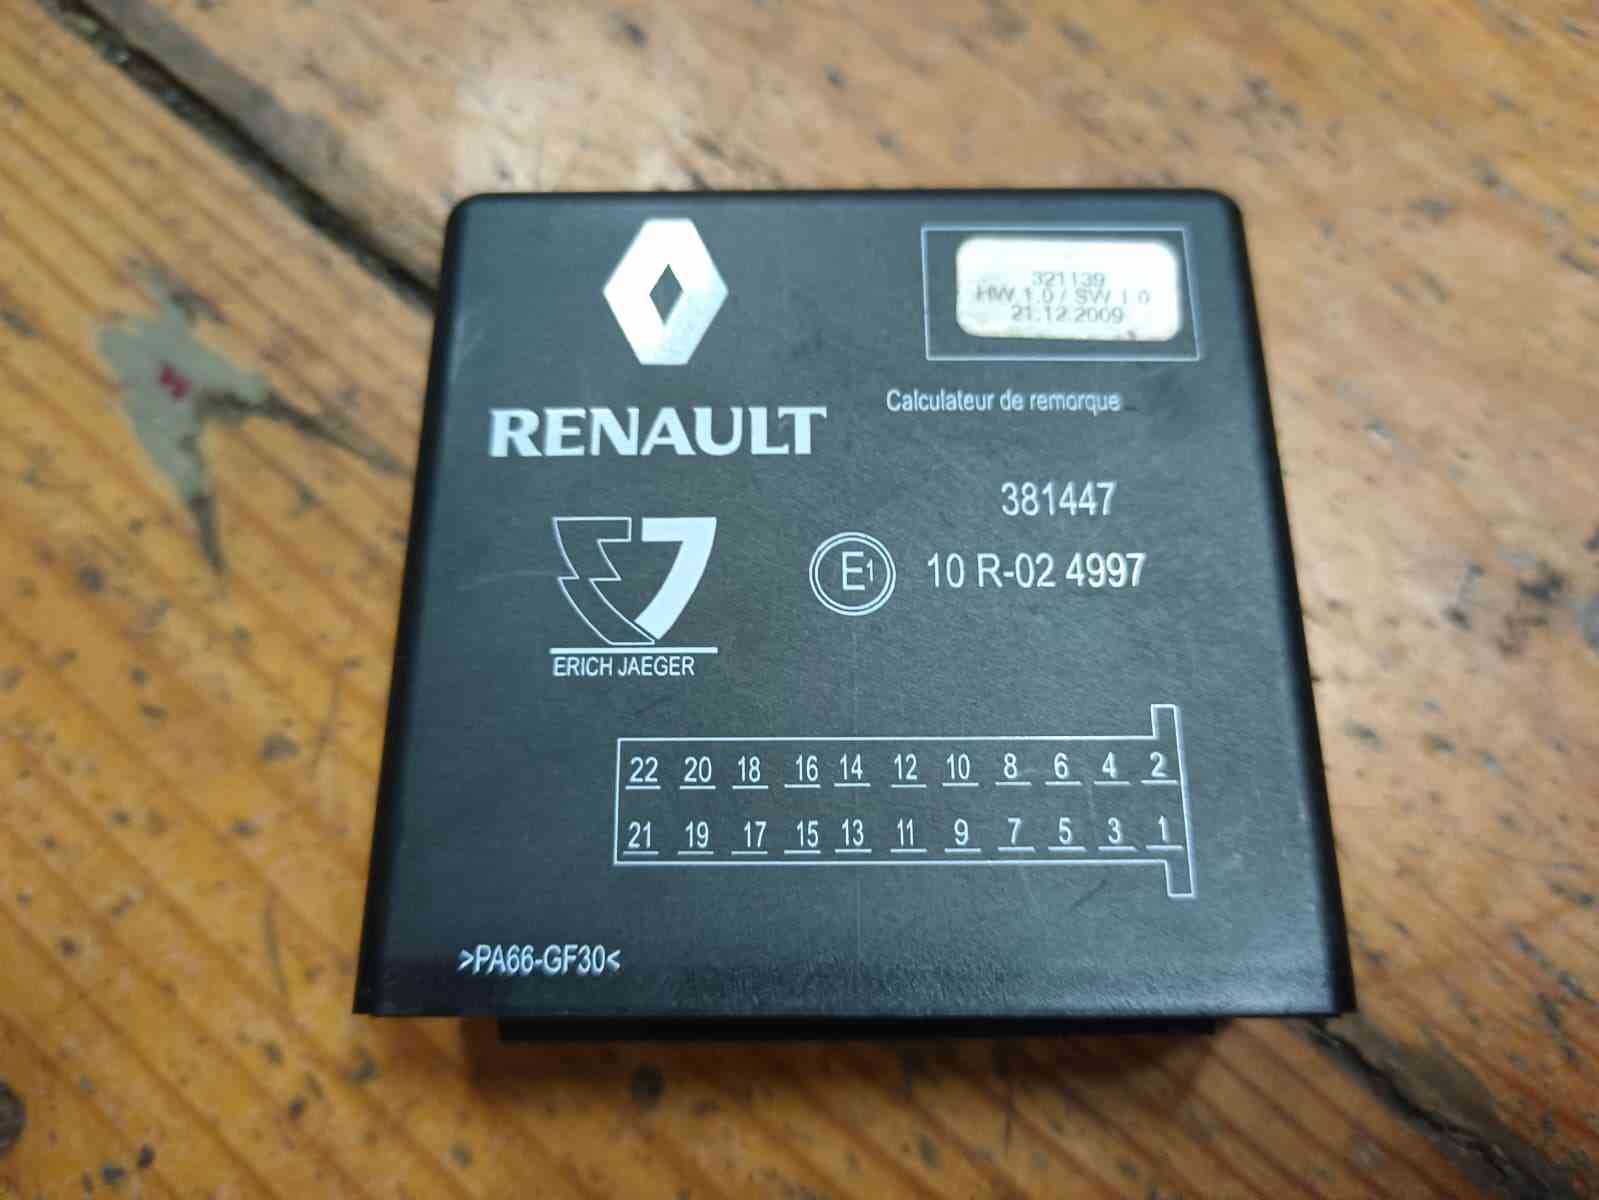 321139
HW 1.0 / SW 1.0
21.12.2009
RENAULT
Calculateur de remorque
381447
E1 10 R-02 4997
E7
ERICH JAEGER
22 20 18 16 14 12 10 8 6 4 2
21 19 17 15 13 11 9 7 5 3 1
>PA66-GF30<